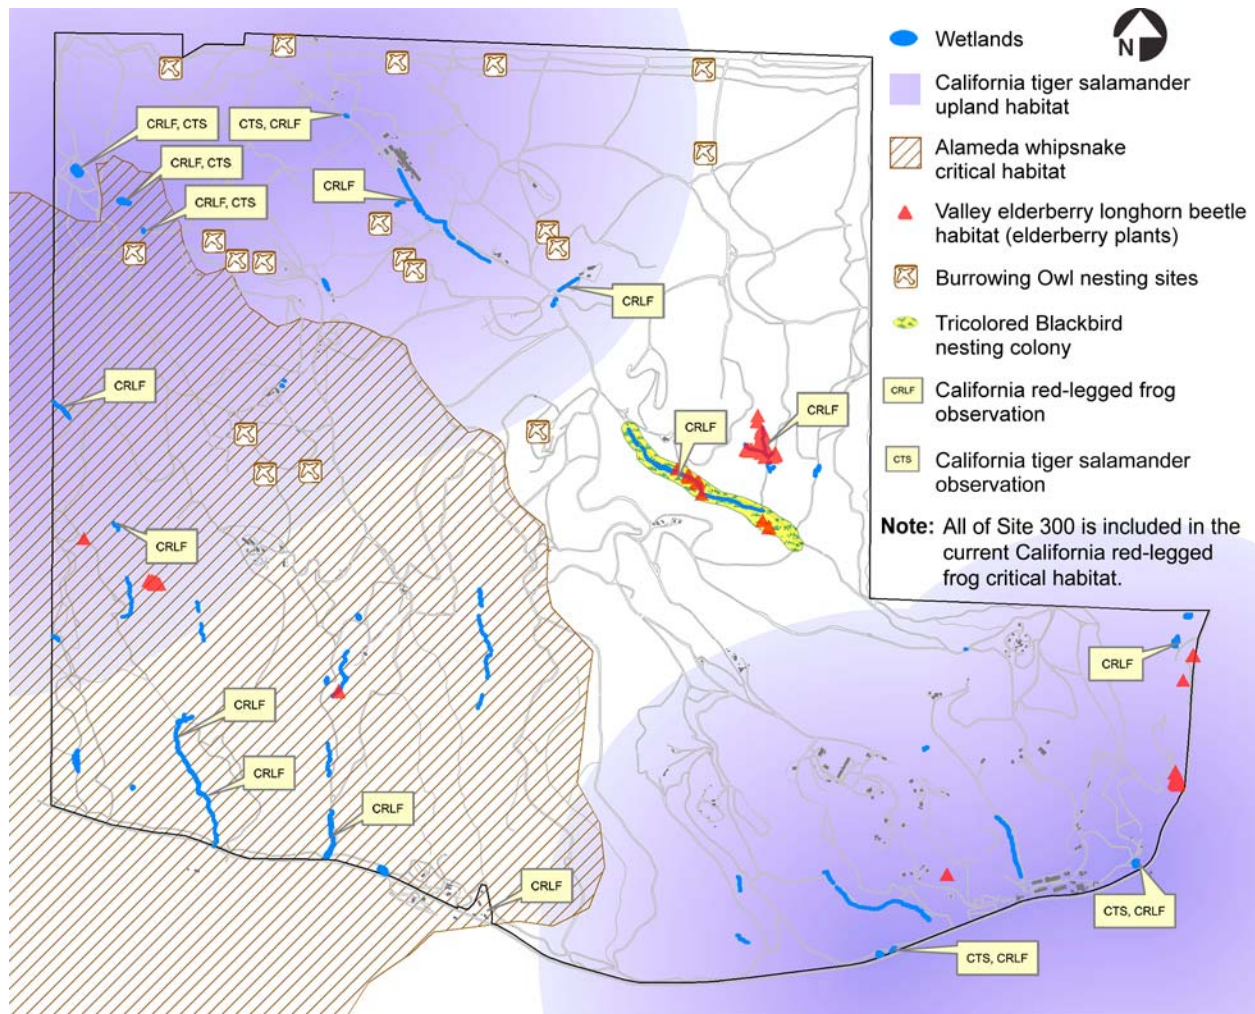 N
Wetlands
California tiger salamander
upland habitat
Alameda whipsnake
critical habitat
Valley elderberry longhorn beetle
habitat (elderberry plants)
Burrowing Owl nesting sites
Tricolored Blackbird
nesting colony
CRLF
California red-legged frog
observation
CTS
California tiger salamander
observation
Note: All of Site 300 is included in the
current California red-legged
frog critical habitat.
CRLF, CTS
CTS, CRLF
CRLF, CTS
CRLF
CRLF, CTS
CRLF
CRLF
CRLF
CRLF
CRLF
CRLF
CRLF
CRLF
CRLF
CRLF
CTS, CRLF
CTS, CRLF